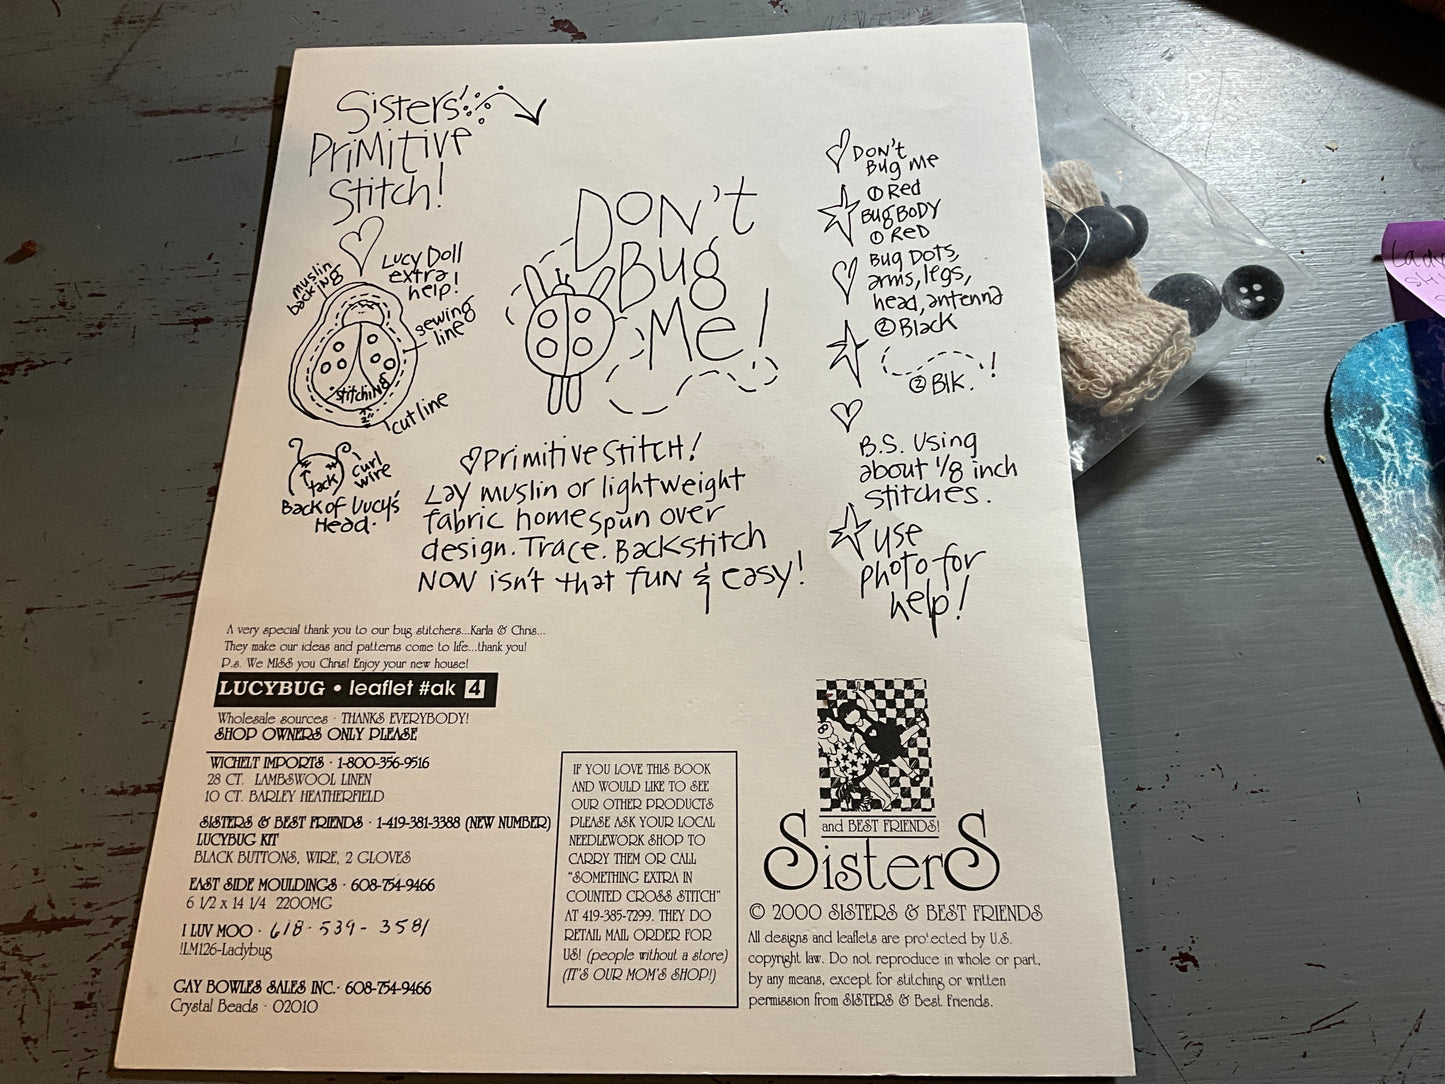 Sisters'
Primitive
Stitch!
muslin
backing
Lucy Doll
extra
help!
sewing
line
stitching
cut line
tack
curl
wire
Back of Lucy's
Head.
Don't
Bug
Me!
Primitive Stitch!
Lay muslin or lightweight
fabric homespun over
design. Trace. Backstitch
NOW isn't that fun & easy!
Don't
Bug Me
① Red
Bug BODY
① ReD
Bug Dots,
arms, legs,
head, antenna
② Black
!
② Blk.
B.S. Using
about 1/8 inch
stitches.
use
photo for
help!
A very special thank you to our bug stitchers...Karla & Chris...
They make our ideas and patterns come to life...thank you!
P.s. We MISS you Chris! Enjoy your new house!
LUCYBUG • leaflet #ak 4
Wholesale sources · THANKS EVERYBODY!
SHOP OWNERS ONLY PLEASE
WICHELT IMPORTS · 1-800-356-9516
28 CT. LAMBSWOOL LINEN
10 CT. BARLEY HEATHERFIELD
SISTERS & BEST FRIENDS · 1-419-381-3388 (NEW NUMBER)
LUCYBUG KIT
BLACK BUTTONS, WIRE, 2 GLOVES
EAST SIDE MOULDINGS · 608-754-9466
6 1/2 x 14 1/4 2200MG
I LUV MOO · 618·539-3581
!LM126-Ladybug
GAY BOWLES SALES INC.· 608-754-9466
Crystal Beads · 02010
IF YOU LOVE THIS BOOK
AND WOULD LIKE TO SEE
OUR OTHER PRODUCTS
PLEASE ASK YOUR LOCAL
NEEDLEWORK SHOP TO
CARRY THEM OR CALL
"SOMETHING EXTRA IN
COUNTED CROSS STITCH"
AT 419-385-7299. THEY DO
RETAIL MAIL ORDER FOR
US! (people without a store)
(IT'S OUR MOM'S SHOP!)
and BEST FRIENDS!
SisterS
© 2000 SISTERS & BEST FRIENDS
All designs and leaflets are protected by U.S.
copyright law. Do not reproduce in whole or part,
by any means, except for stitching or written
permission from SISTERS & Best Friends.